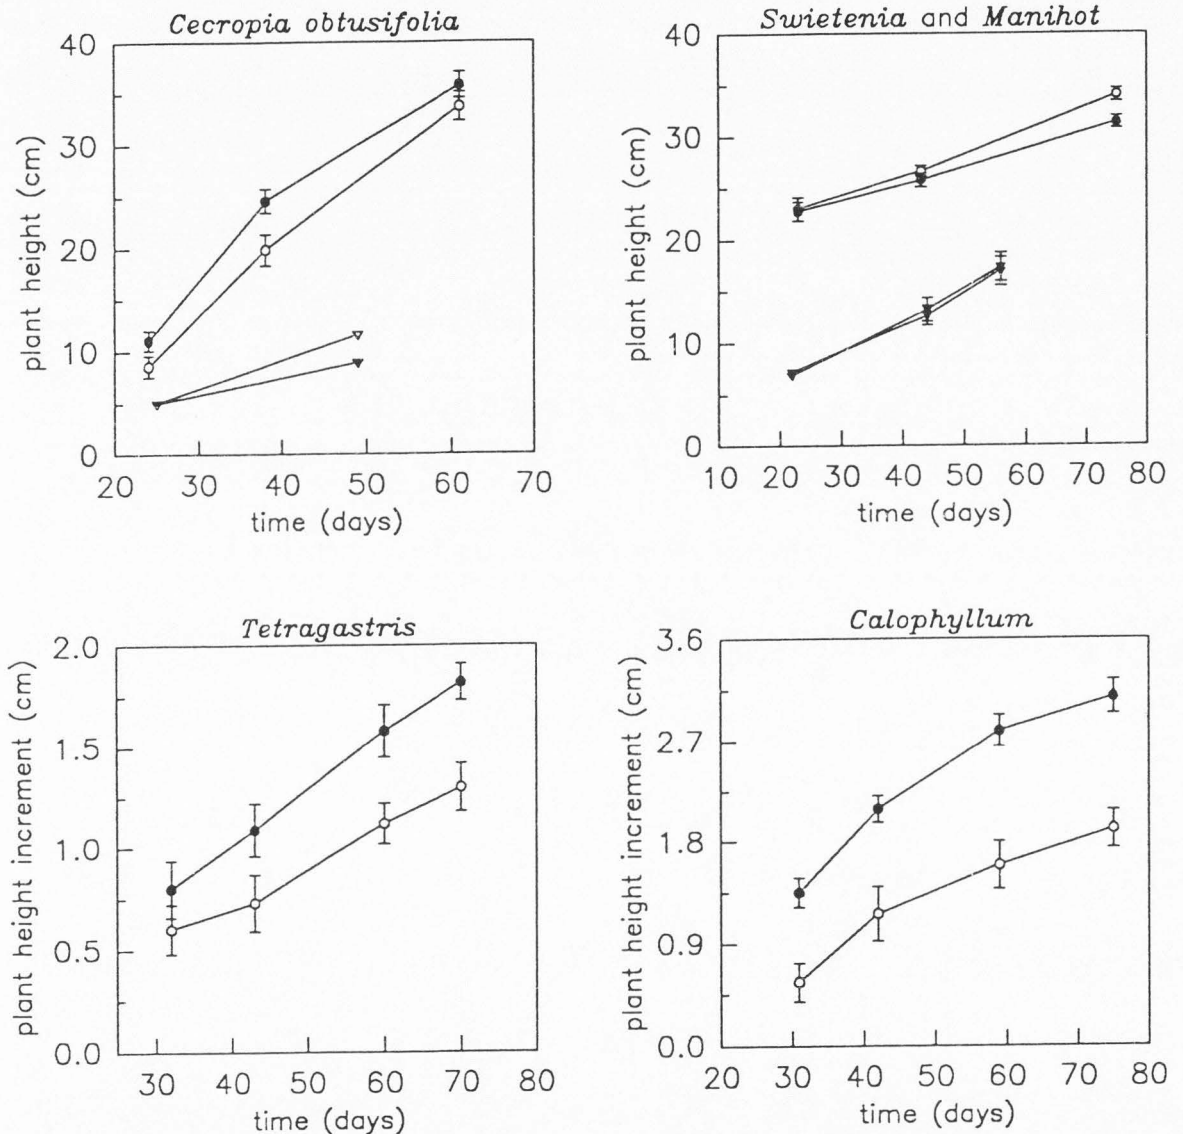 Cecropia obtusifolia
40
30
20
10
0
plant height (cm)
20 30 40 50 60 70
time (days)
Swietenia and Manihot
40
30
20
10
0
plant height (cm)
10 20 30 40 50 60 70 80
time (days)
Tetragastris
2.0
1.5
1.0
0.5
0.0
plant height increment (cm)
30 40 50 60 70 80
time (days)
Calophyllum
3.6
2.7
1.8
0.9
0.0
plant height increment (cm)
20 30 40 50 60 70 80
time (days)